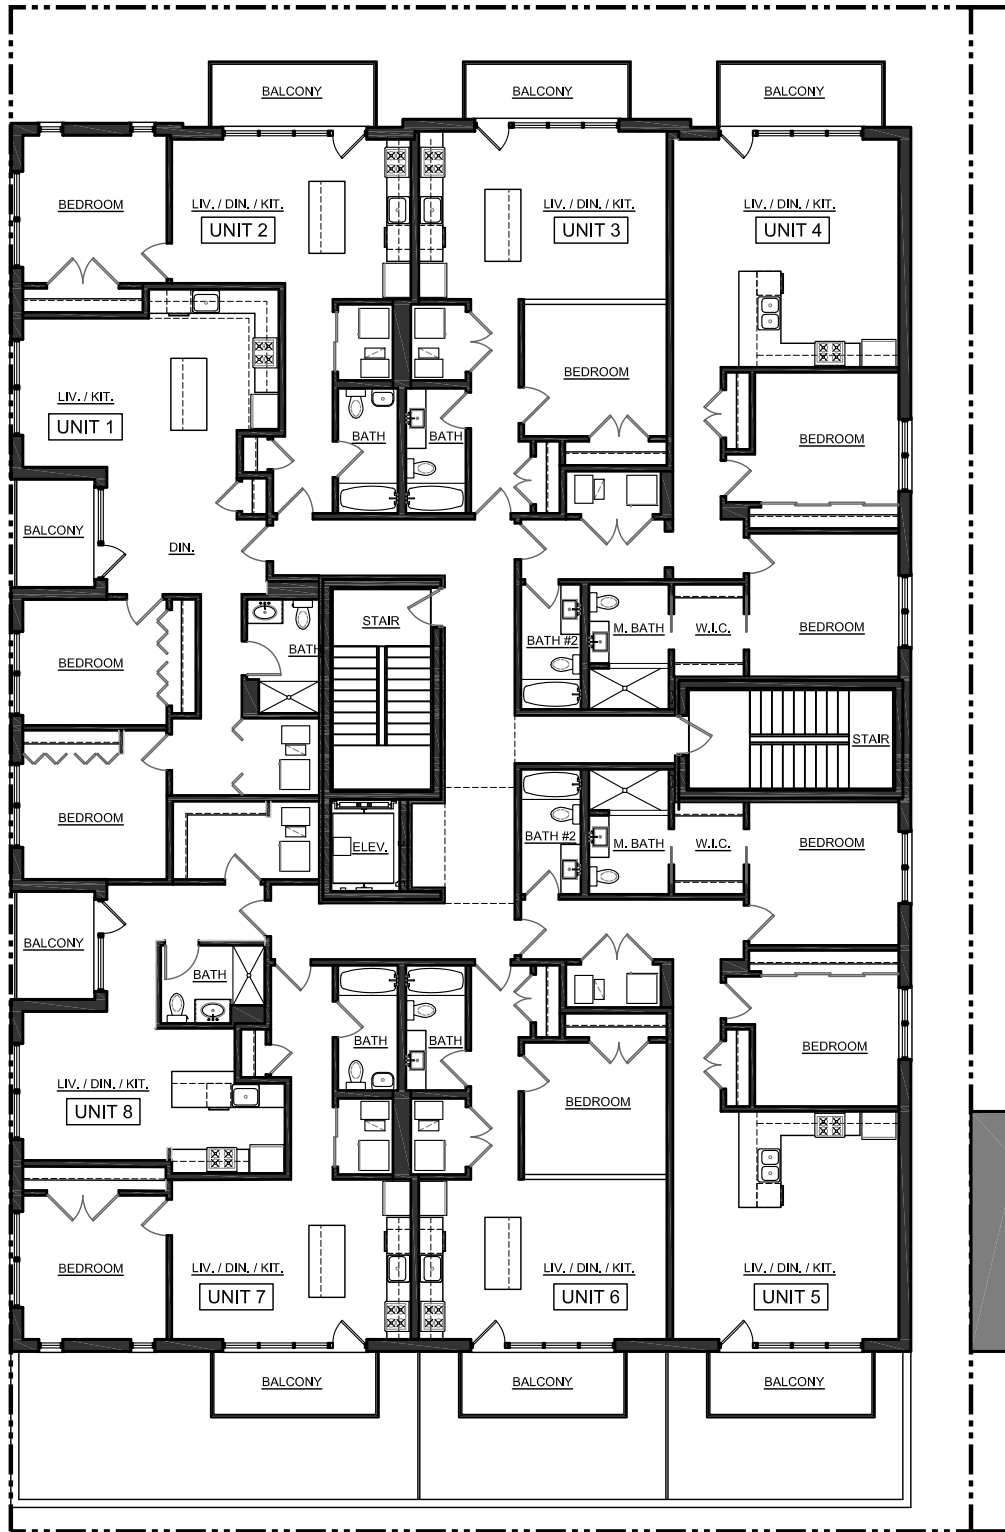 BALCONY
BALCONY
BALCONY
BEDROOM
LIV. / DIN. / KIT.
UNIT 2
LIV. / DIN. / KIT.
UNIT 3
LIV. / DIN. / KIT.
UNIT 4
LIV. / KIT.
UNIT 1
BEDROOM
BATH
BATH
BEDROOM
BALCONY
DIN.
BEDROOM
BATH
STAIR
BATH #2
M. BATH
W.I.C.
BEDROOM
STAIR
BEDROOM
ELEV.
BATH #2
M. BATH
W.I.C.
BEDROOM
BALCONY
BATH
BATH
BATH
BEDROOM
LIV. / DIN. / KIT.
UNIT 8
BEDROOM
BEDROOM
LIV. / DIN. / KIT.
UNIT 7
LIV. / DIN. / KIT.
UNIT 6
LIV. / DIN. / KIT.
UNIT 5
BALCONY
BALCONY
BALCONY